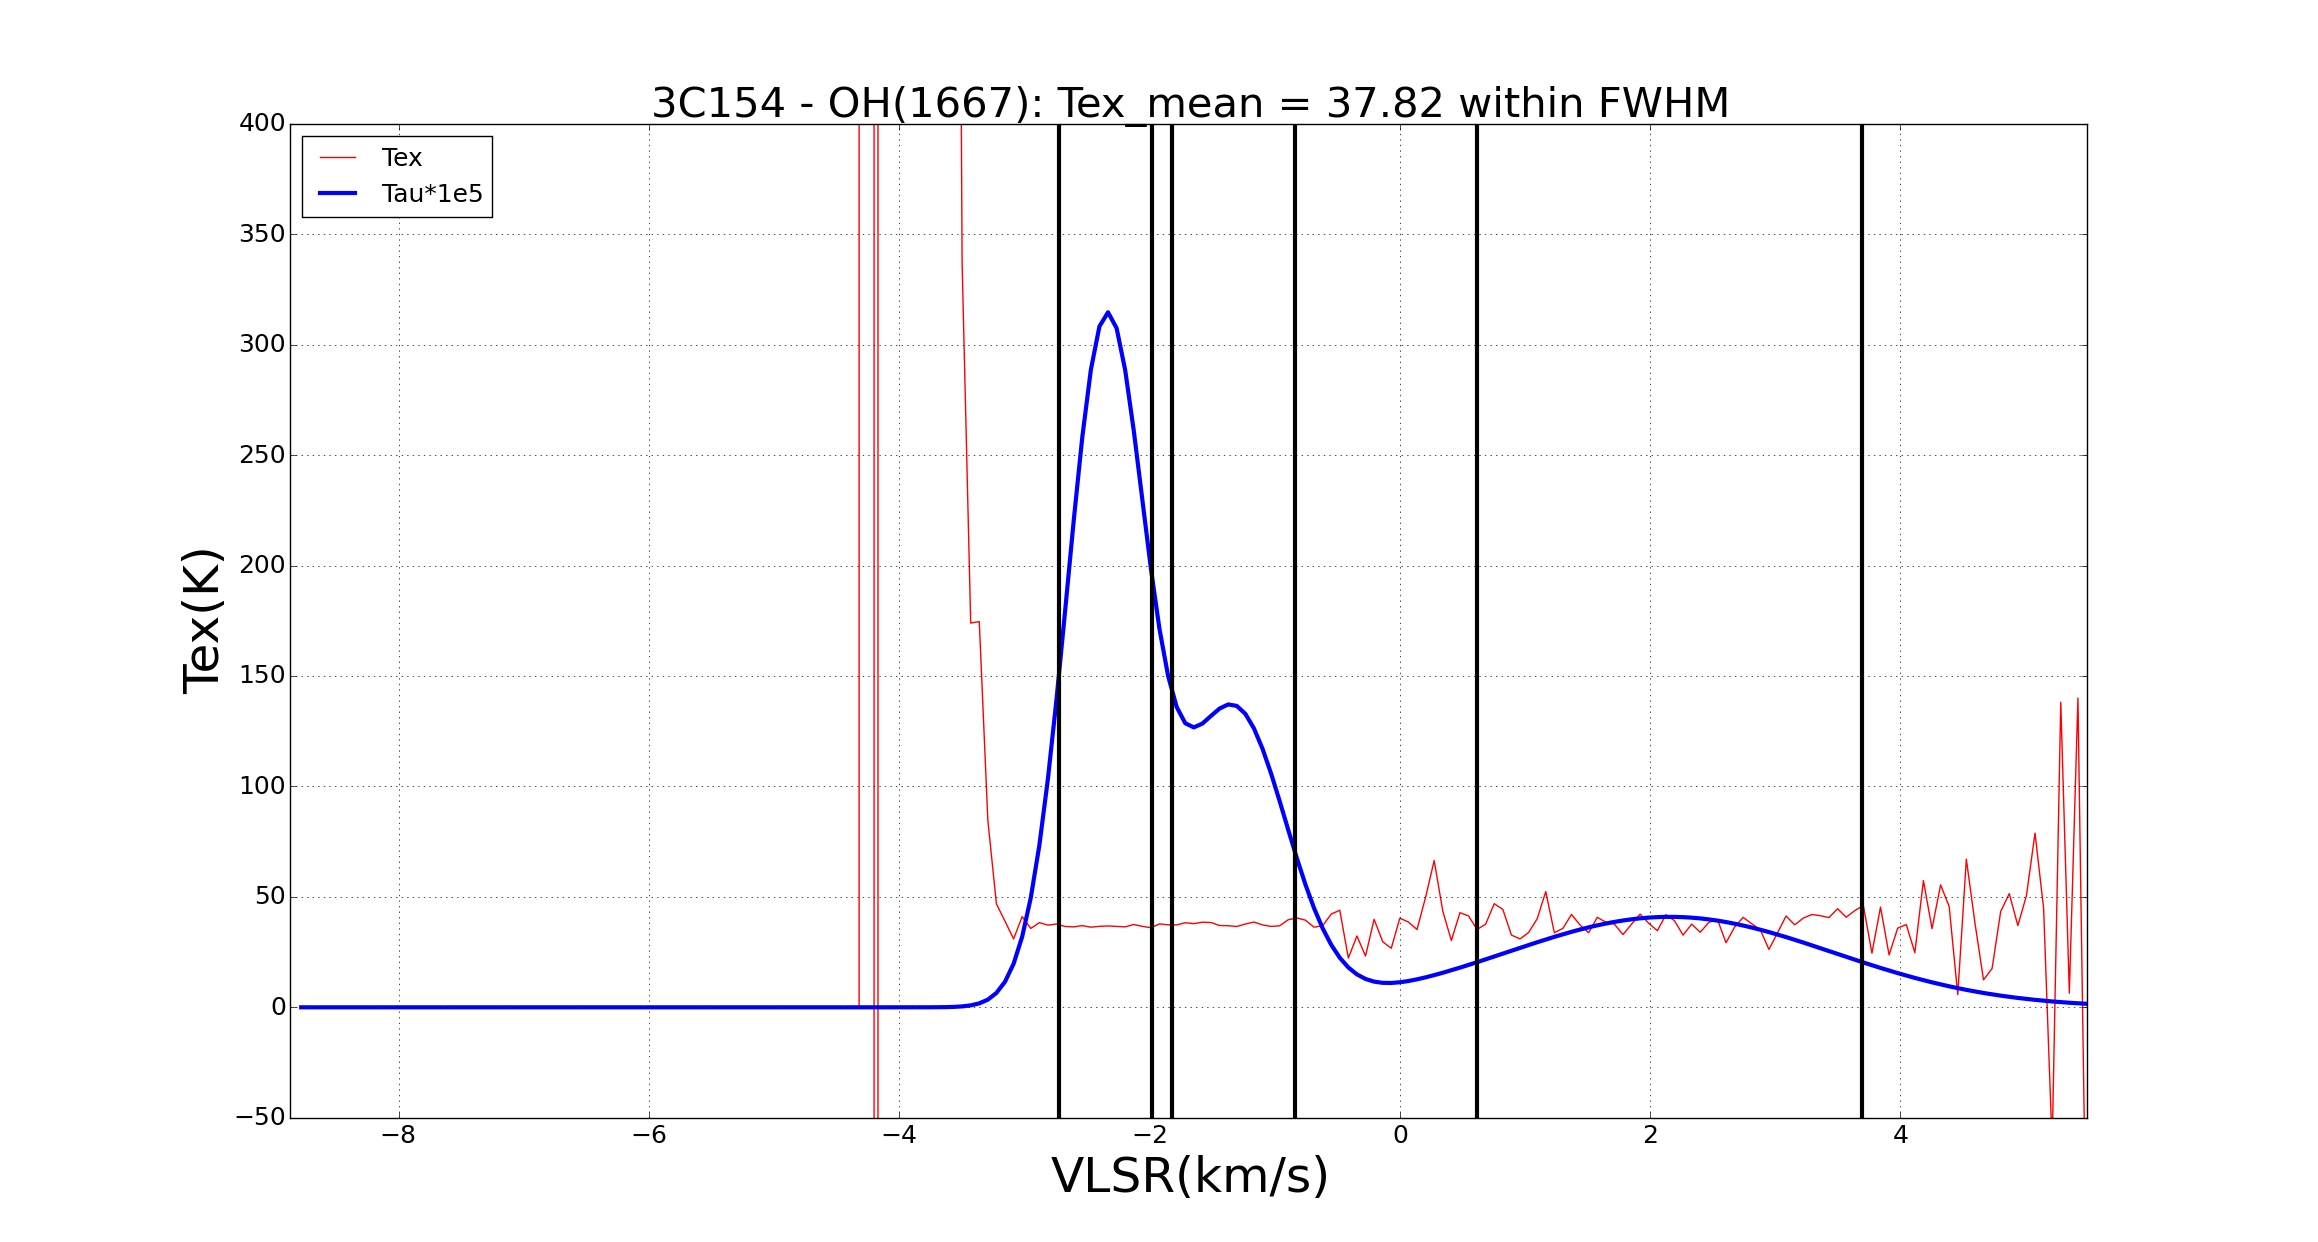 3C154 - OH(1667): Tex_mean = 37.82 within FWHM
Tex
Tau*1e5
400
350
300
250
200
150
100
50
0
−50
Tex(K)
−8 −6 −4 −2 0 2 4
VLSR(km/s)